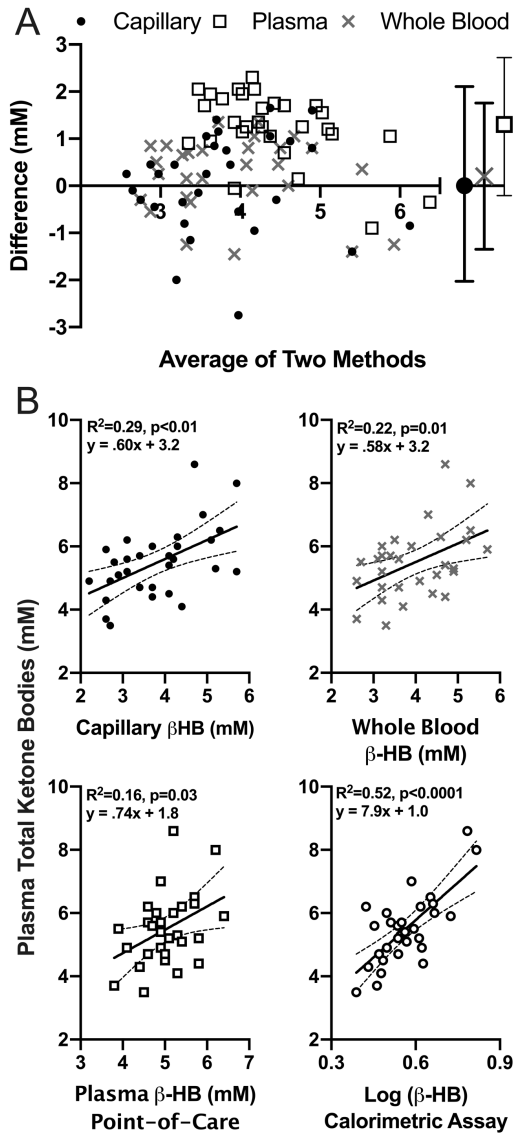 A
Capillary Plasma Whole Blood
Difference (mM)
3
2
1
0
-1
-2
-3
3 4 5 6
Average of Two Methods
B
Plasma Total Ketone Bodies (mM)
R²=0.29, p<0.01
y = .60x + 3.2
10
8
6
4
2
1 2 3 4 5 6
Capillary βHB (mM)
R²=0.22, p=0.01
y = .58x + 3.2
10
8
6
4
2
2 3 4 5 6
Whole Blood
β-HB (mM)
R²=0.16, p=0.03
y = .74x + 1.8
10
8
6
4
2
3 4 5 6 7
Plasma β-HB (mM)
Point-of-Care
R²=0.52, p<0.0001
y = 7.9x + 1.0
10
8
6
4
2
0.3 0.6 0.9
Log (β-HB)
Calorimetric Assay